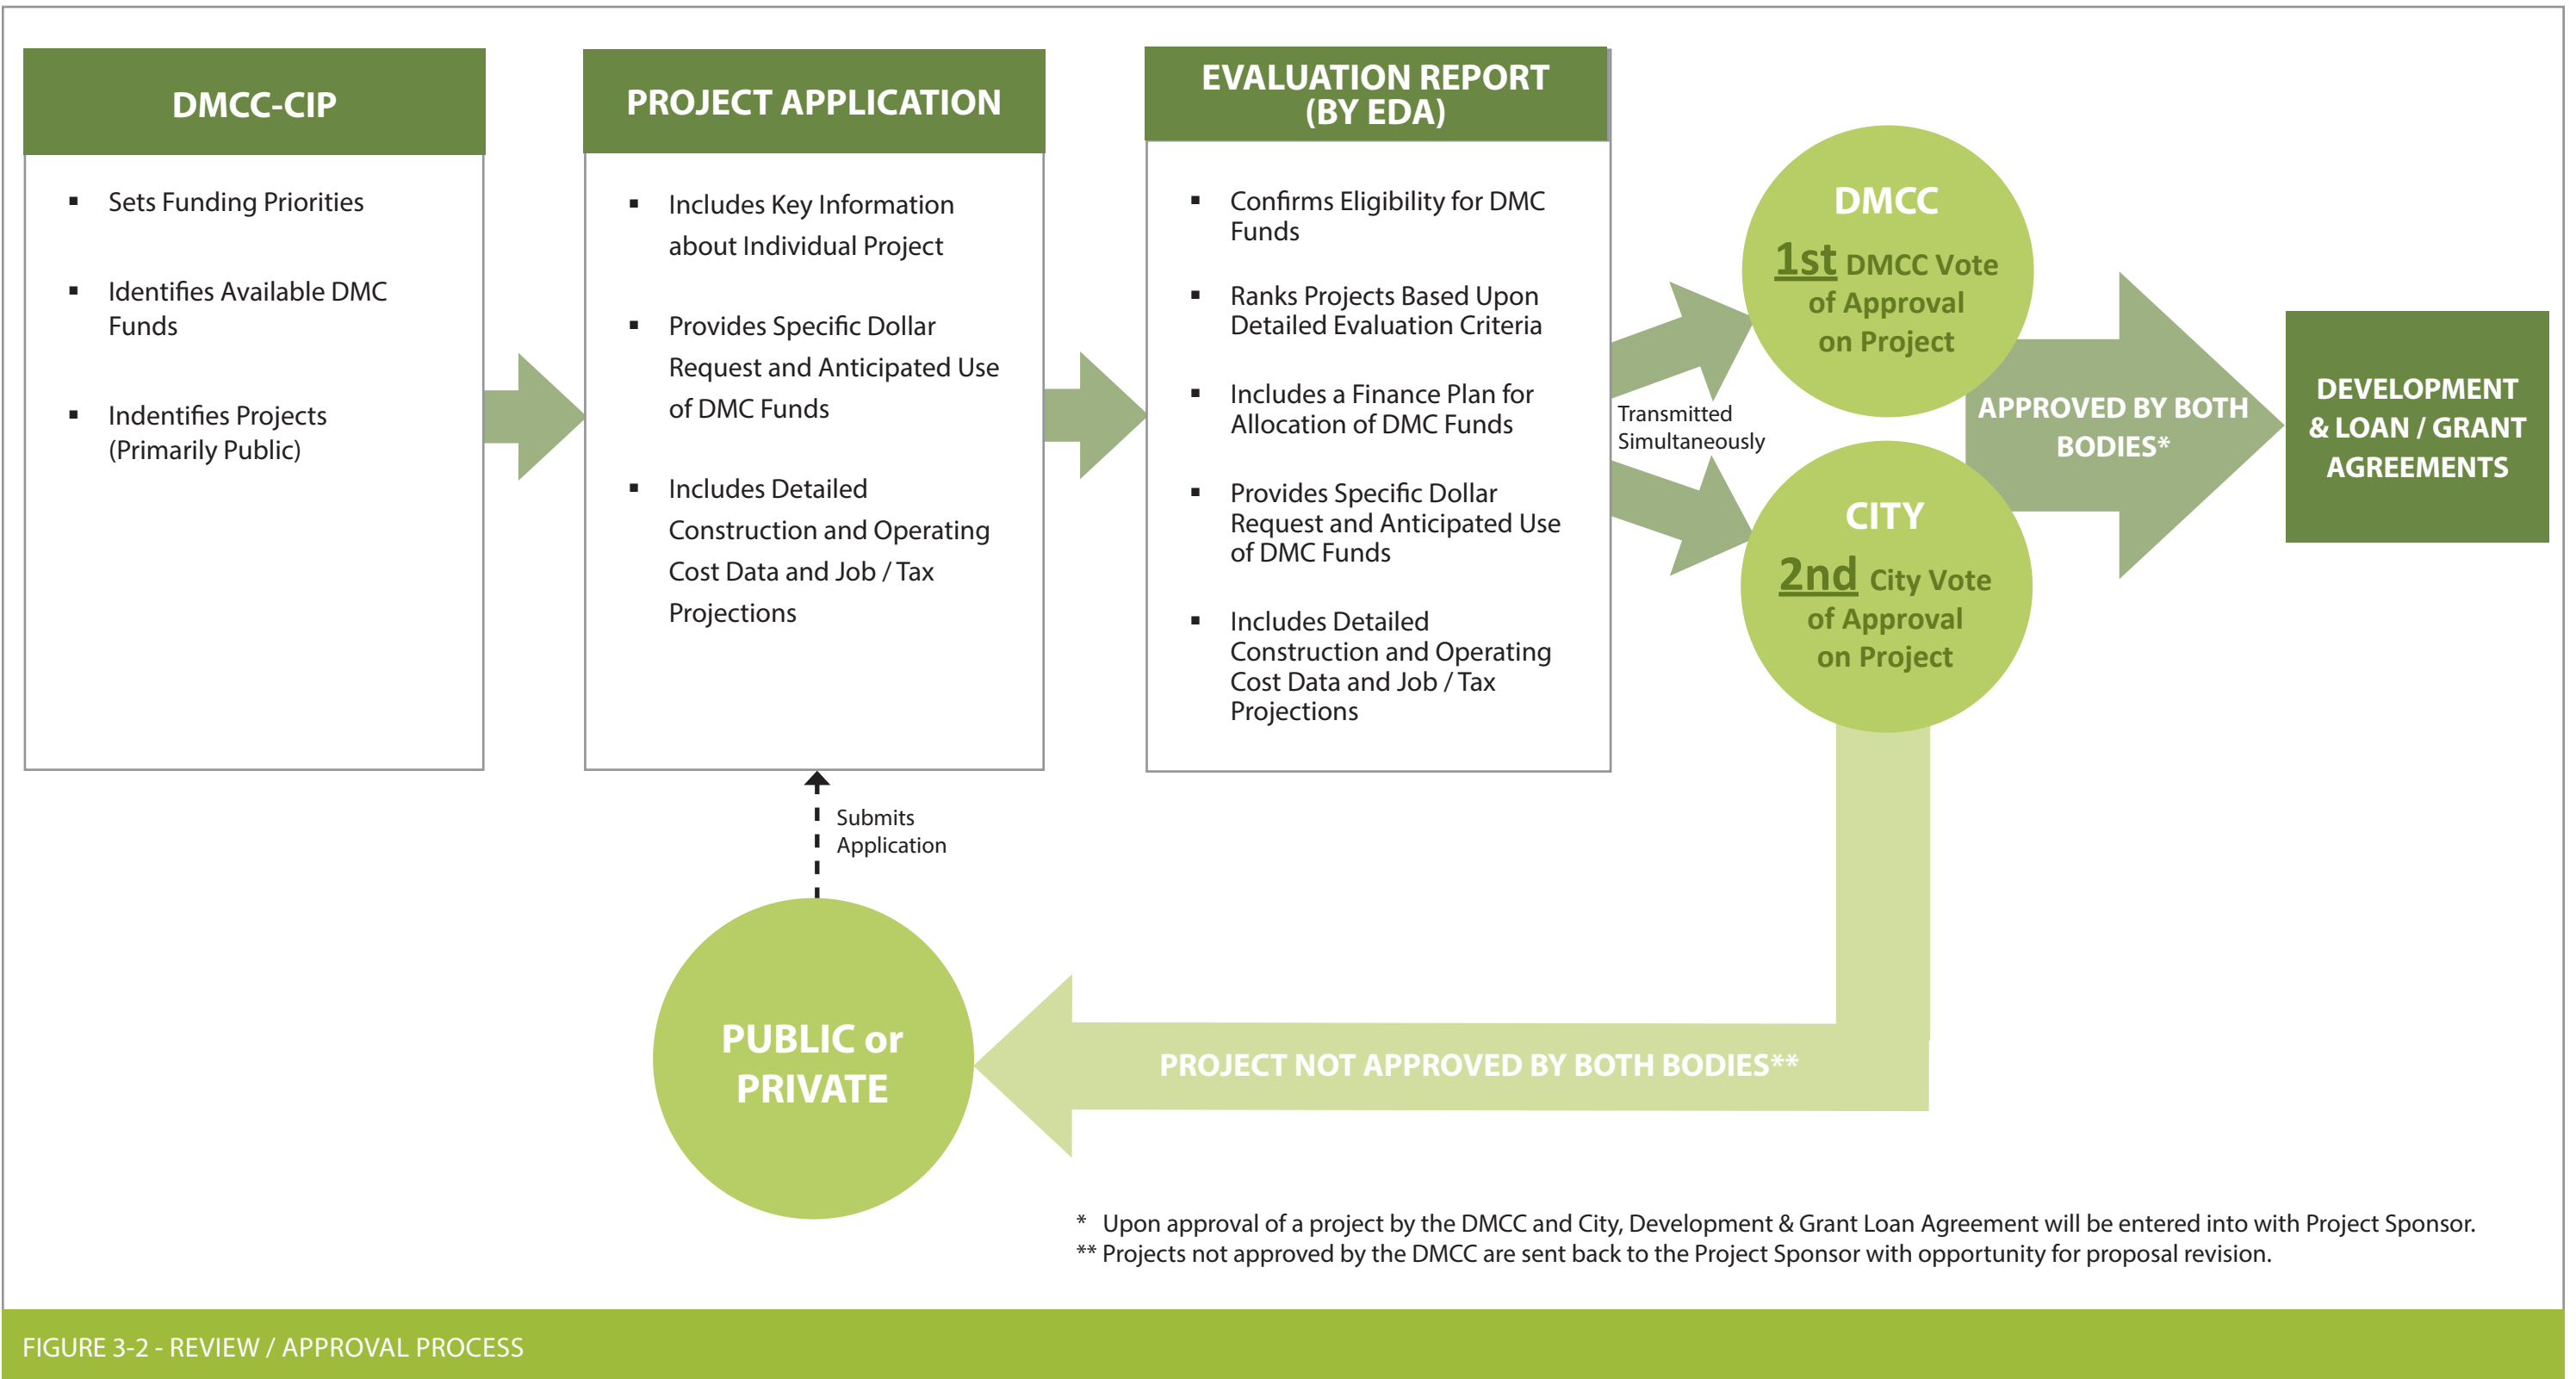 DMCC-CIP
▪ Sets Funding Priorities
▪ Identifies Available DMC
Funds
▪ Indentifies Projects
(Primarily Public)
PROJECT APPLICATION
▪ Includes Key Information
about Individual Project
▪ Provides Specific Dollar
Request and Anticipated Use
of DMC Funds
▪ Includes Detailed
Construction and Operating
Cost Data and Job / Tax
Projections
EVALUATION REPORT
(BY EDA)
▪ Confirms Eligibility for DMC
Funds
▪ Ranks Projects Based Upon
Detailed Evaluation Criteria
▪ Includes a Finance Plan for
Allocation of DMC Funds
▪ Provides Specific Dollar
Request and Anticipated Use
of DMC Funds
▪ Includes Detailed
Construction and Operating
Cost Data and Job / Tax
Projections
Transmitted
Simultaneously
DMCC
1st DMCC Vote
of Approval
on Project
CITY
2nd City Vote
of Approval
on Project
APPROVED BY BOTH
BODIES*
DEVELOPMENT
& LOAN / GRANT
AGREEMENTS
Submits
Application
PUBLIC or
PRIVATE
PROJECT NOT APPROVED BY BOTH BODIES**
* Upon approval of a project by the DMCC and City, Development & Grant Loan Agreement will be entered into with Project Sponsor.
** Projects not approved by the DMCC are sent back to the Project Sponsor with opportunity for proposal revision.
FIGURE 3-2 - REVIEW / APPROVAL PROCESS